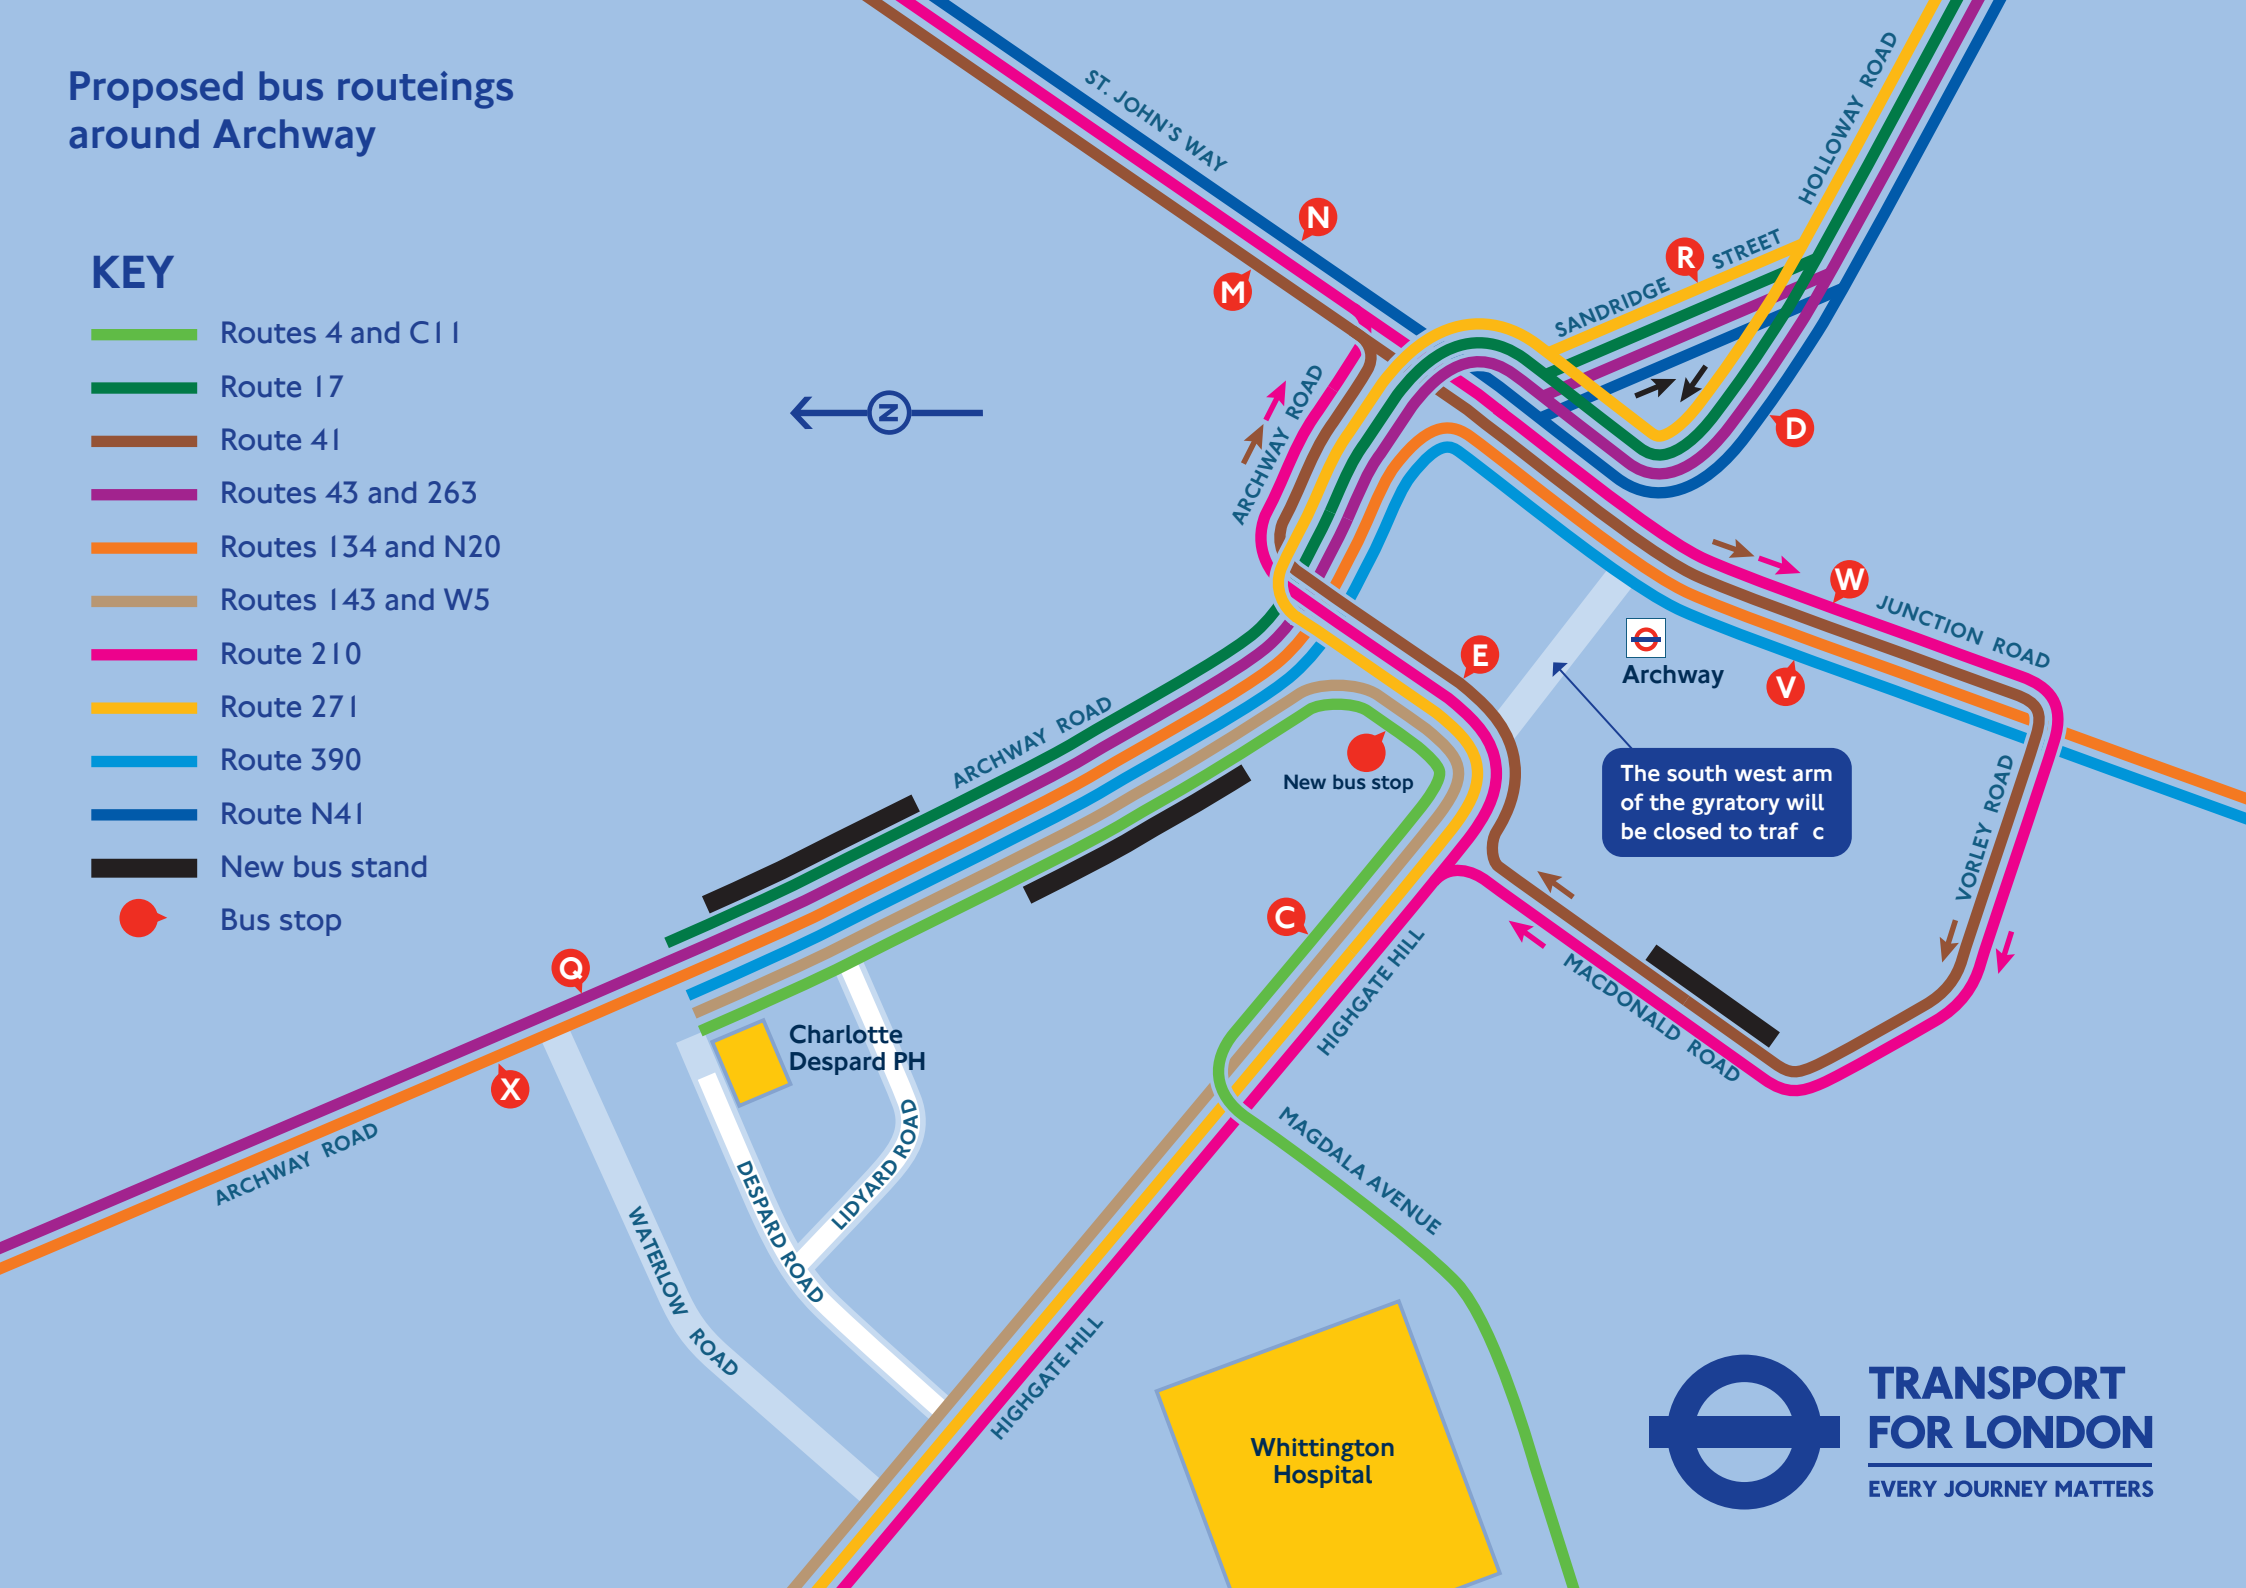 Proposed bus routeings
around Archway
KEY
Routes 4 and C11
Route 17
Route 41
Routes 43 and 263
Routes 134 and N20
Routes 143 and W5
Route 210
Route 271
Route 390
Route N41
New bus stand
Bus stop
N
ST. JOHN'S WAY
N
M
HOLLOWAY ROAD
SANDRIDGE STREET
R
D
ARCHWAY ROAD
W
JUNCTION ROAD
E
Archway
V
The south west arm
of the gyratory will
be closed to traf c
ARCHWAY ROAD
New bus stop
VORLEY ROAD
C
HIGHGATE HILL
MACDONALD ROAD
Q
X
ARCHWAY ROAD
Charlotte
Despard PH
LIDYARD ROAD
DESPARD ROAD
WATERLOW ROAD
MAGDALA AVENUE
HIGHGATE HILL
Whittington
Hospital
TRANSPORT
FOR LONDON
EVERY JOURNEY MATTERS